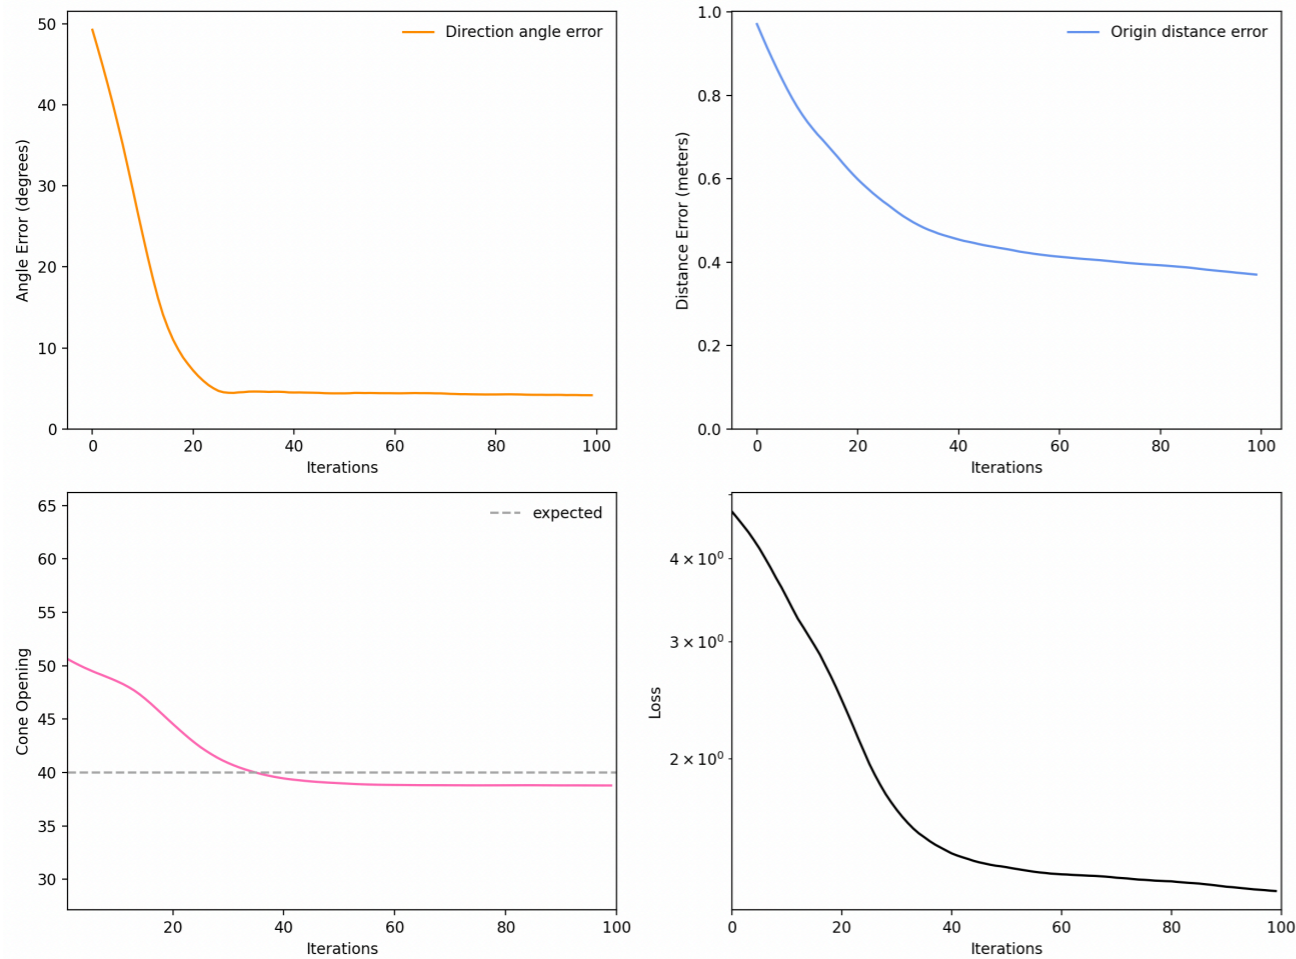 Direction angle error
50
40
30
20
10
0
Angle Error (degrees)
0 20 40 60 80 100
Iterations
Origin distance error
1.0
0.8
0.6
0.4
0.2
0.0
Distance Error (meters)
0 20 40 60 80 100
Iterations
expected
65
60
55
50
45
40
35
30
Cone Opening
20 40 60 80 100
Iterations
4 × 10⁰
3 × 10⁰
2 × 10⁰
Loss
0 20 40 60 80 100
Iterations